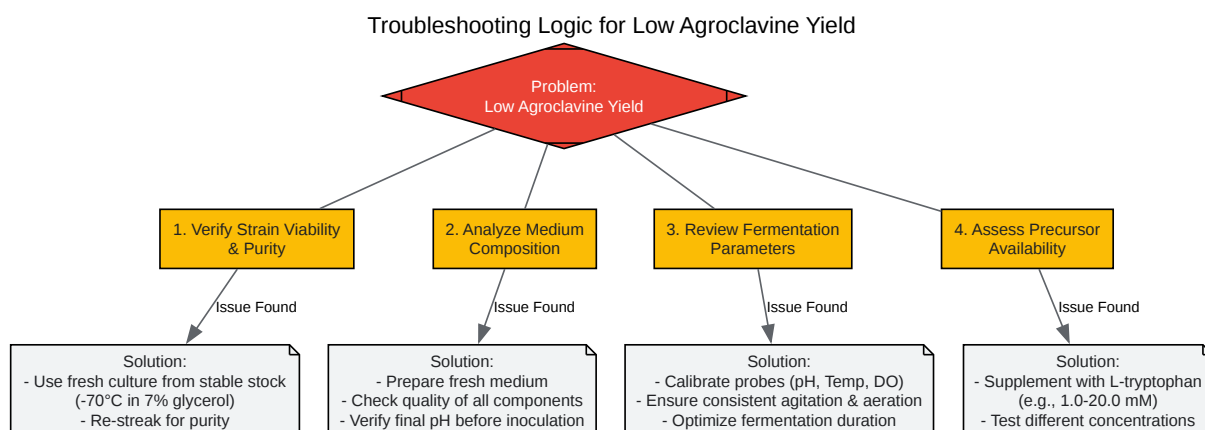 Troubleshooting Logic for Low Agroclavine Yield
Problem:
Low Agroclavine Yield
1. Verify Strain Viability
& Purity
2. Analyze Medium
Composition
3. Review Fermentation
Parameters
4. Assess Precursor
Availability
Issue Found
Issue Found
Issue Found
Issue Found
Solution:
- Use fresh culture from stable stock
(-70°C in 7% glycerol)
- Re-streak for purity
Solution:
- Prepare fresh medium
- Check quality of all components
- Verify final pH before inoculation
Solution:
- Calibrate probes (pH, Temp, DO)
- Ensure consistent agitation & aeration
- Optimize fermentation duration
Solution:
- Supplement with L-tryptophan
(e.g., 1.0-20.0 mM)
- Test different concentrations